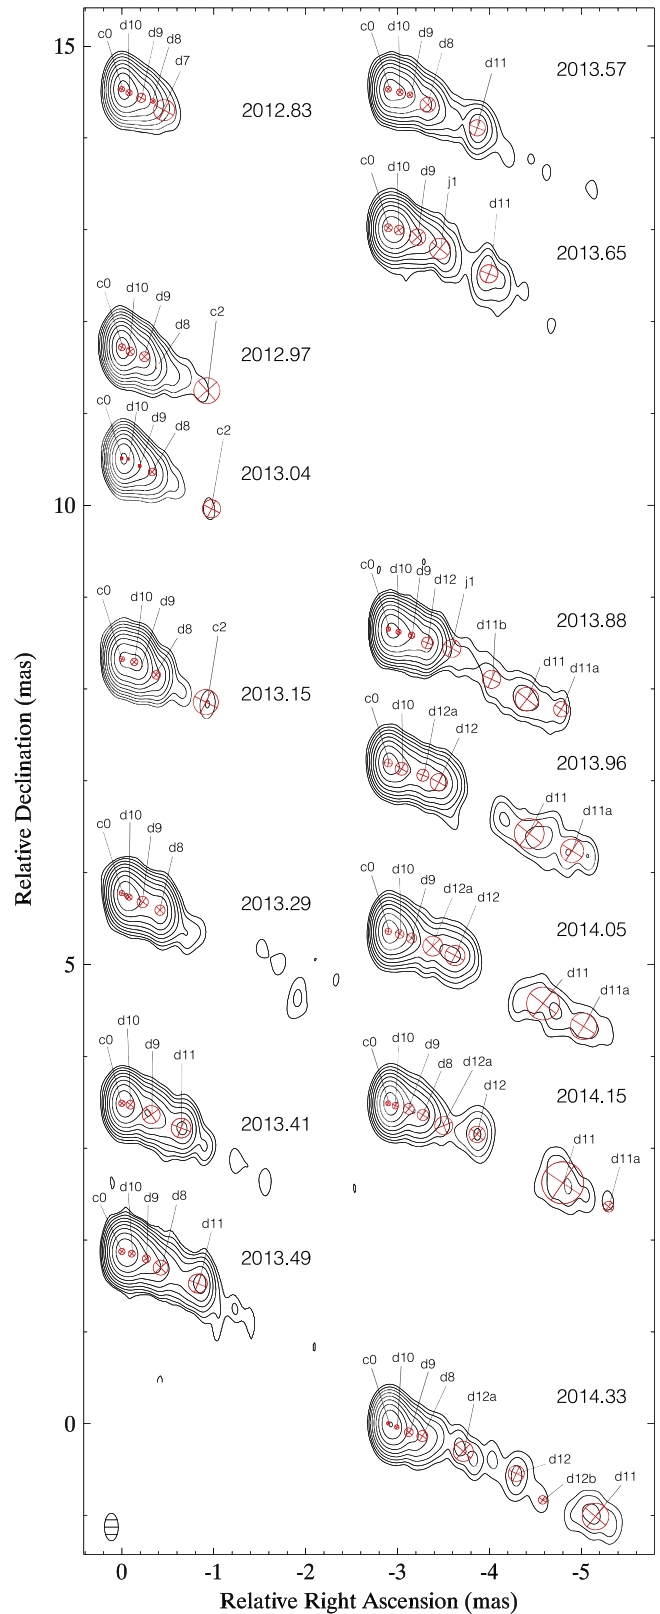 15
c0 d10 d9 d8 d7
2012.83
c0 d10 d9 d8 d11
2013.57
c0 d10 d9 j1 d11
2013.65
c0 d10 d9 d8 c2
2012.97
c0 d10 d9 d8 c2
2013.04
10
c0 d10 d9 d8 c2
2013.15
c0 d10 d9 d12 j1 d11b d11 d11a
2013.88
c0 d10 d12a d12 d11 d11a
2013.96
Relative Declination (mas)
c0 d10 d9 d8
2013.29
c0 d10 d9 d12a d12 d11 d11a
2014.05
5
c0 d10 d9 d11
2013.41
c0 d10 d9 d8 d12a d12 d11 d11a
2014.15
c0 d10 d9 d8 d11
2013.49
0
c0 d10 d9 d8 d12a d12 d12b d11
2014.33
0 -1 -2 -3 -4 -5
Relative Right Ascension (mas)